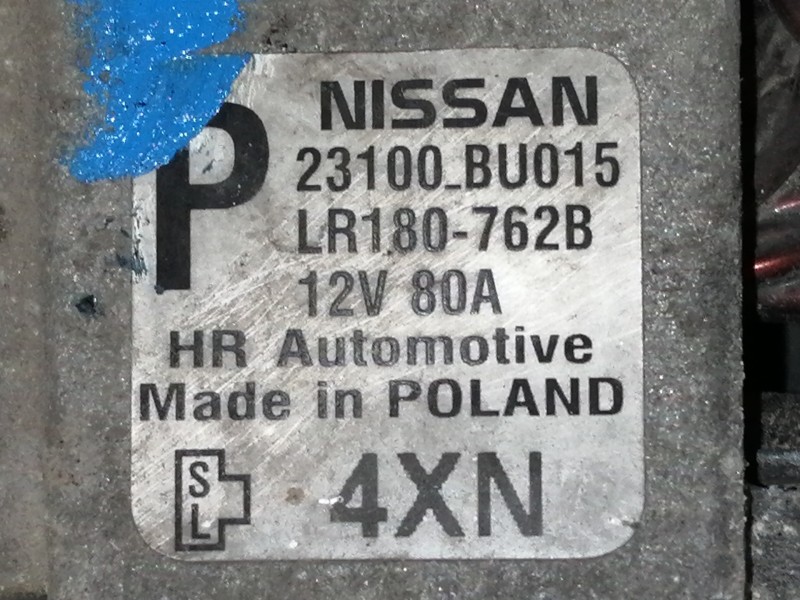 P
NISSAN
23100_BU015
LR180-762B
12V 80A
HR Automotive
Made in POLAND
S
L
4XN